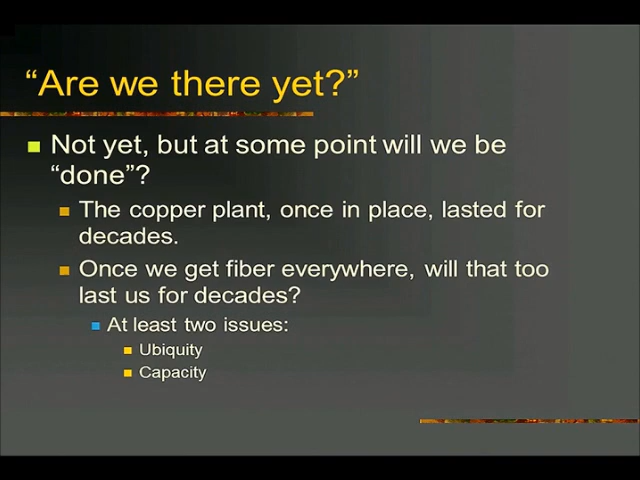 “Are we there yet?”
Not yet, but at some point will we be
“done”?
The copper plant, once in place, lasted for
decades.
Once we get fiber everywhere, will that too
last us for decades?
At least two issues:
Ubiquity
Capacity